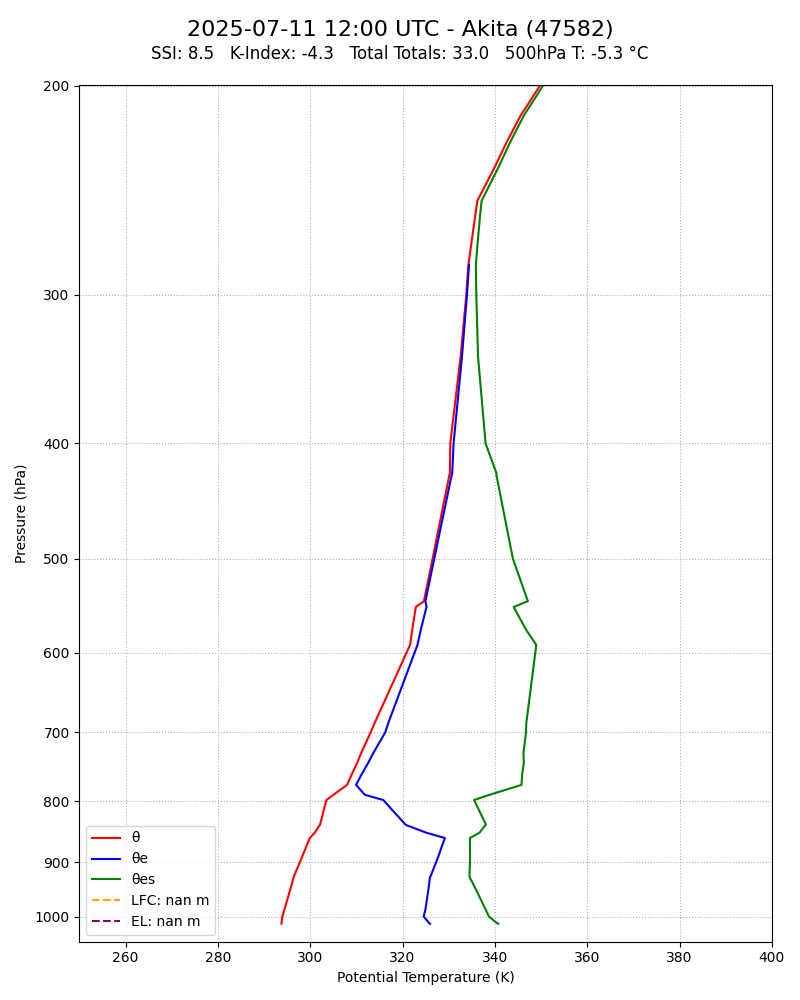 2025-07-11 12:00 UTC - Akita (47582)
SSI: 8.5   K-Index: -4.3   Total Totals: 33.0   500hPa T: -5.3 °C
200
300
400
500
600
700
800
900
1000
Pressure (hPa)
θ
θe
θes
LFC: nan m
EL: nan m
260 280 300 320 340 360 380 400
Potential Temperature (K)